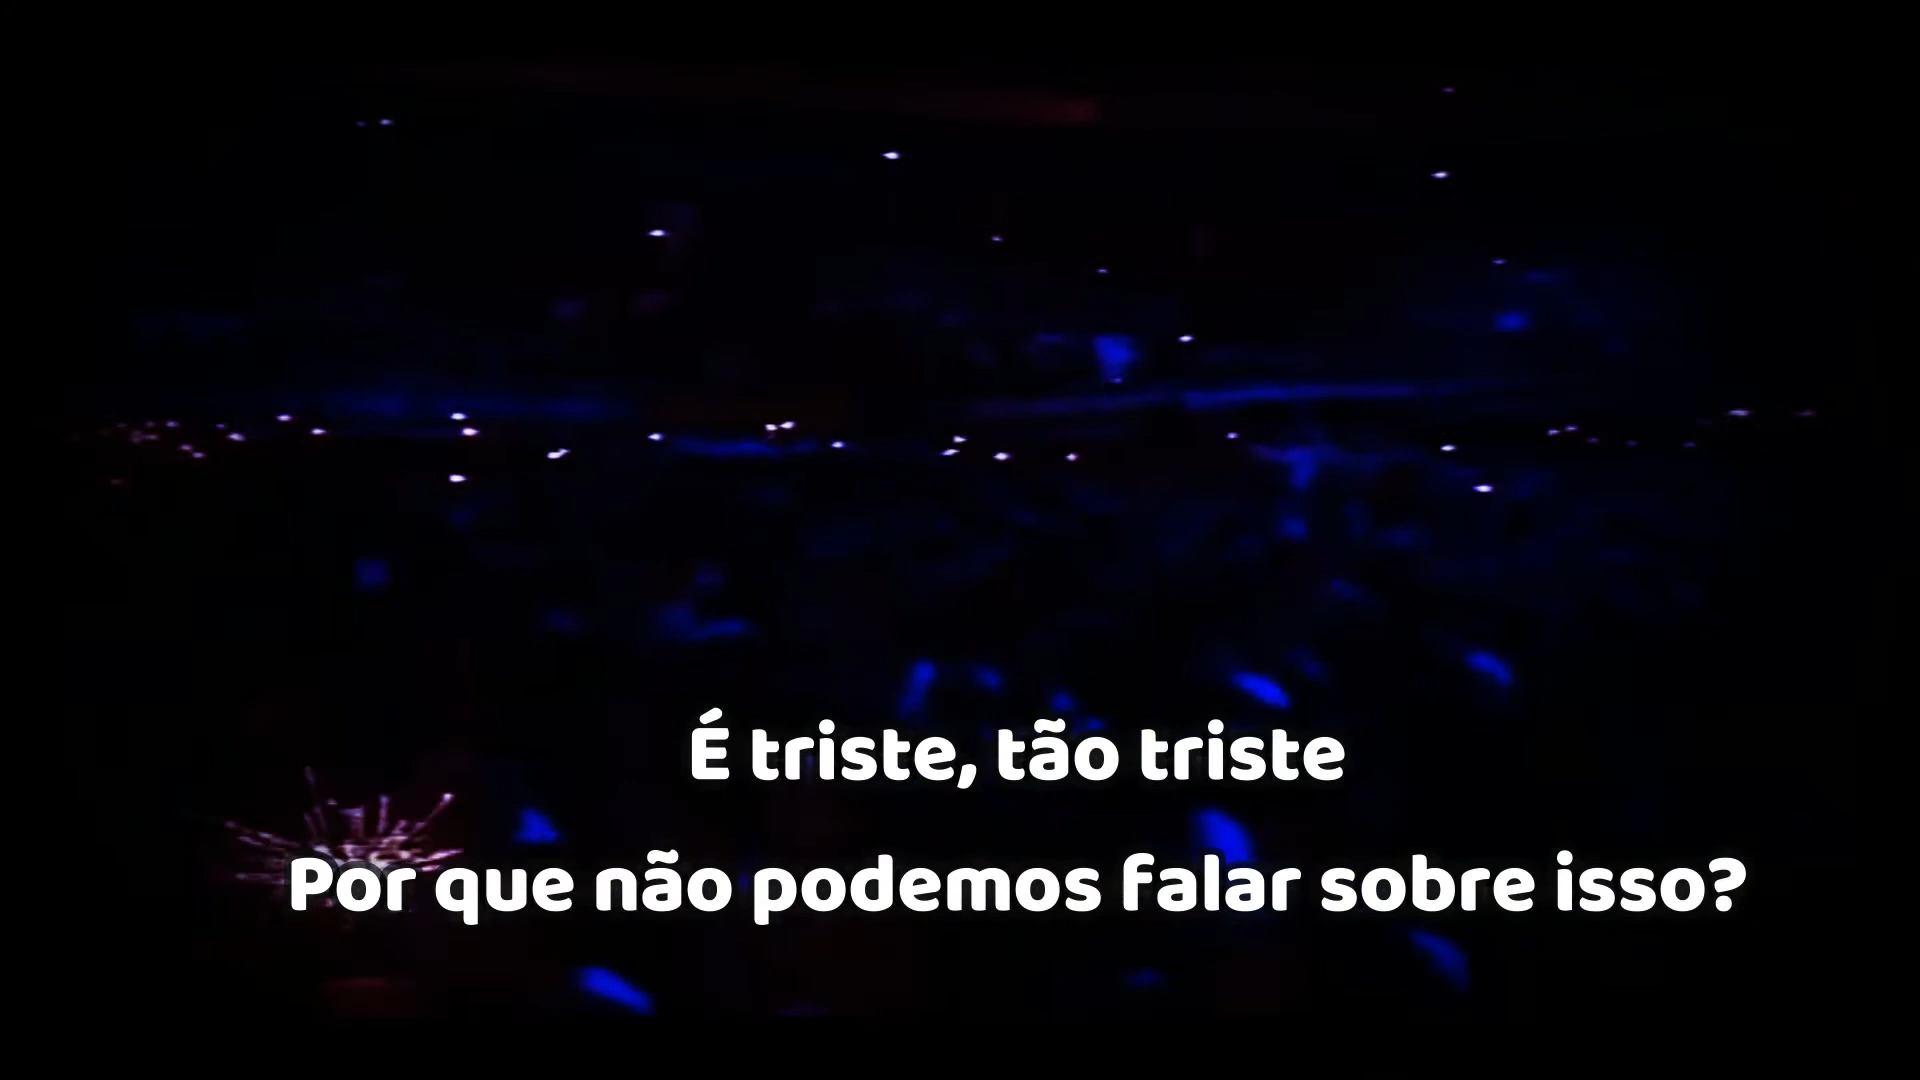 É triste, tão triste
Por que não podemos falar sobre isso?